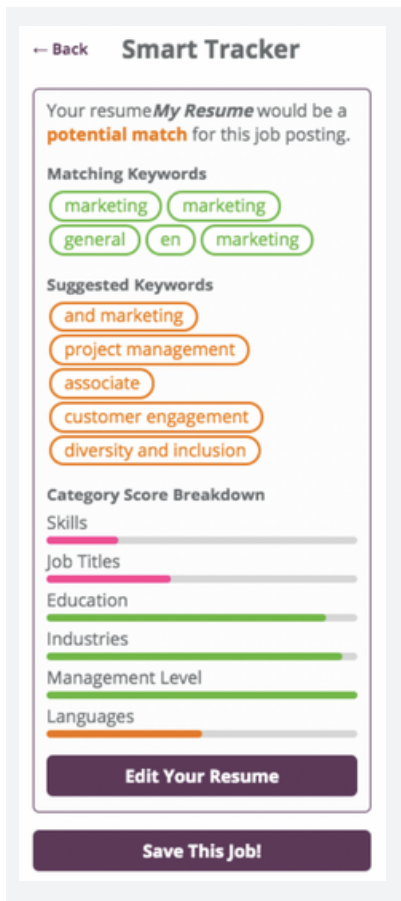 ← Back Smart Tracker
Your resumeMy Resume would be a
potential match for this job posting.
Matching Keywords
marketing marketing
general en marketing
Suggested Keywords
and marketing
project management
associate
customer engagement
diversity and inclusion
Category Score Breakdown
Skills
Job Titles
Education
Industries
Management Level
Languages
Edit Your Resume
Save This Job!